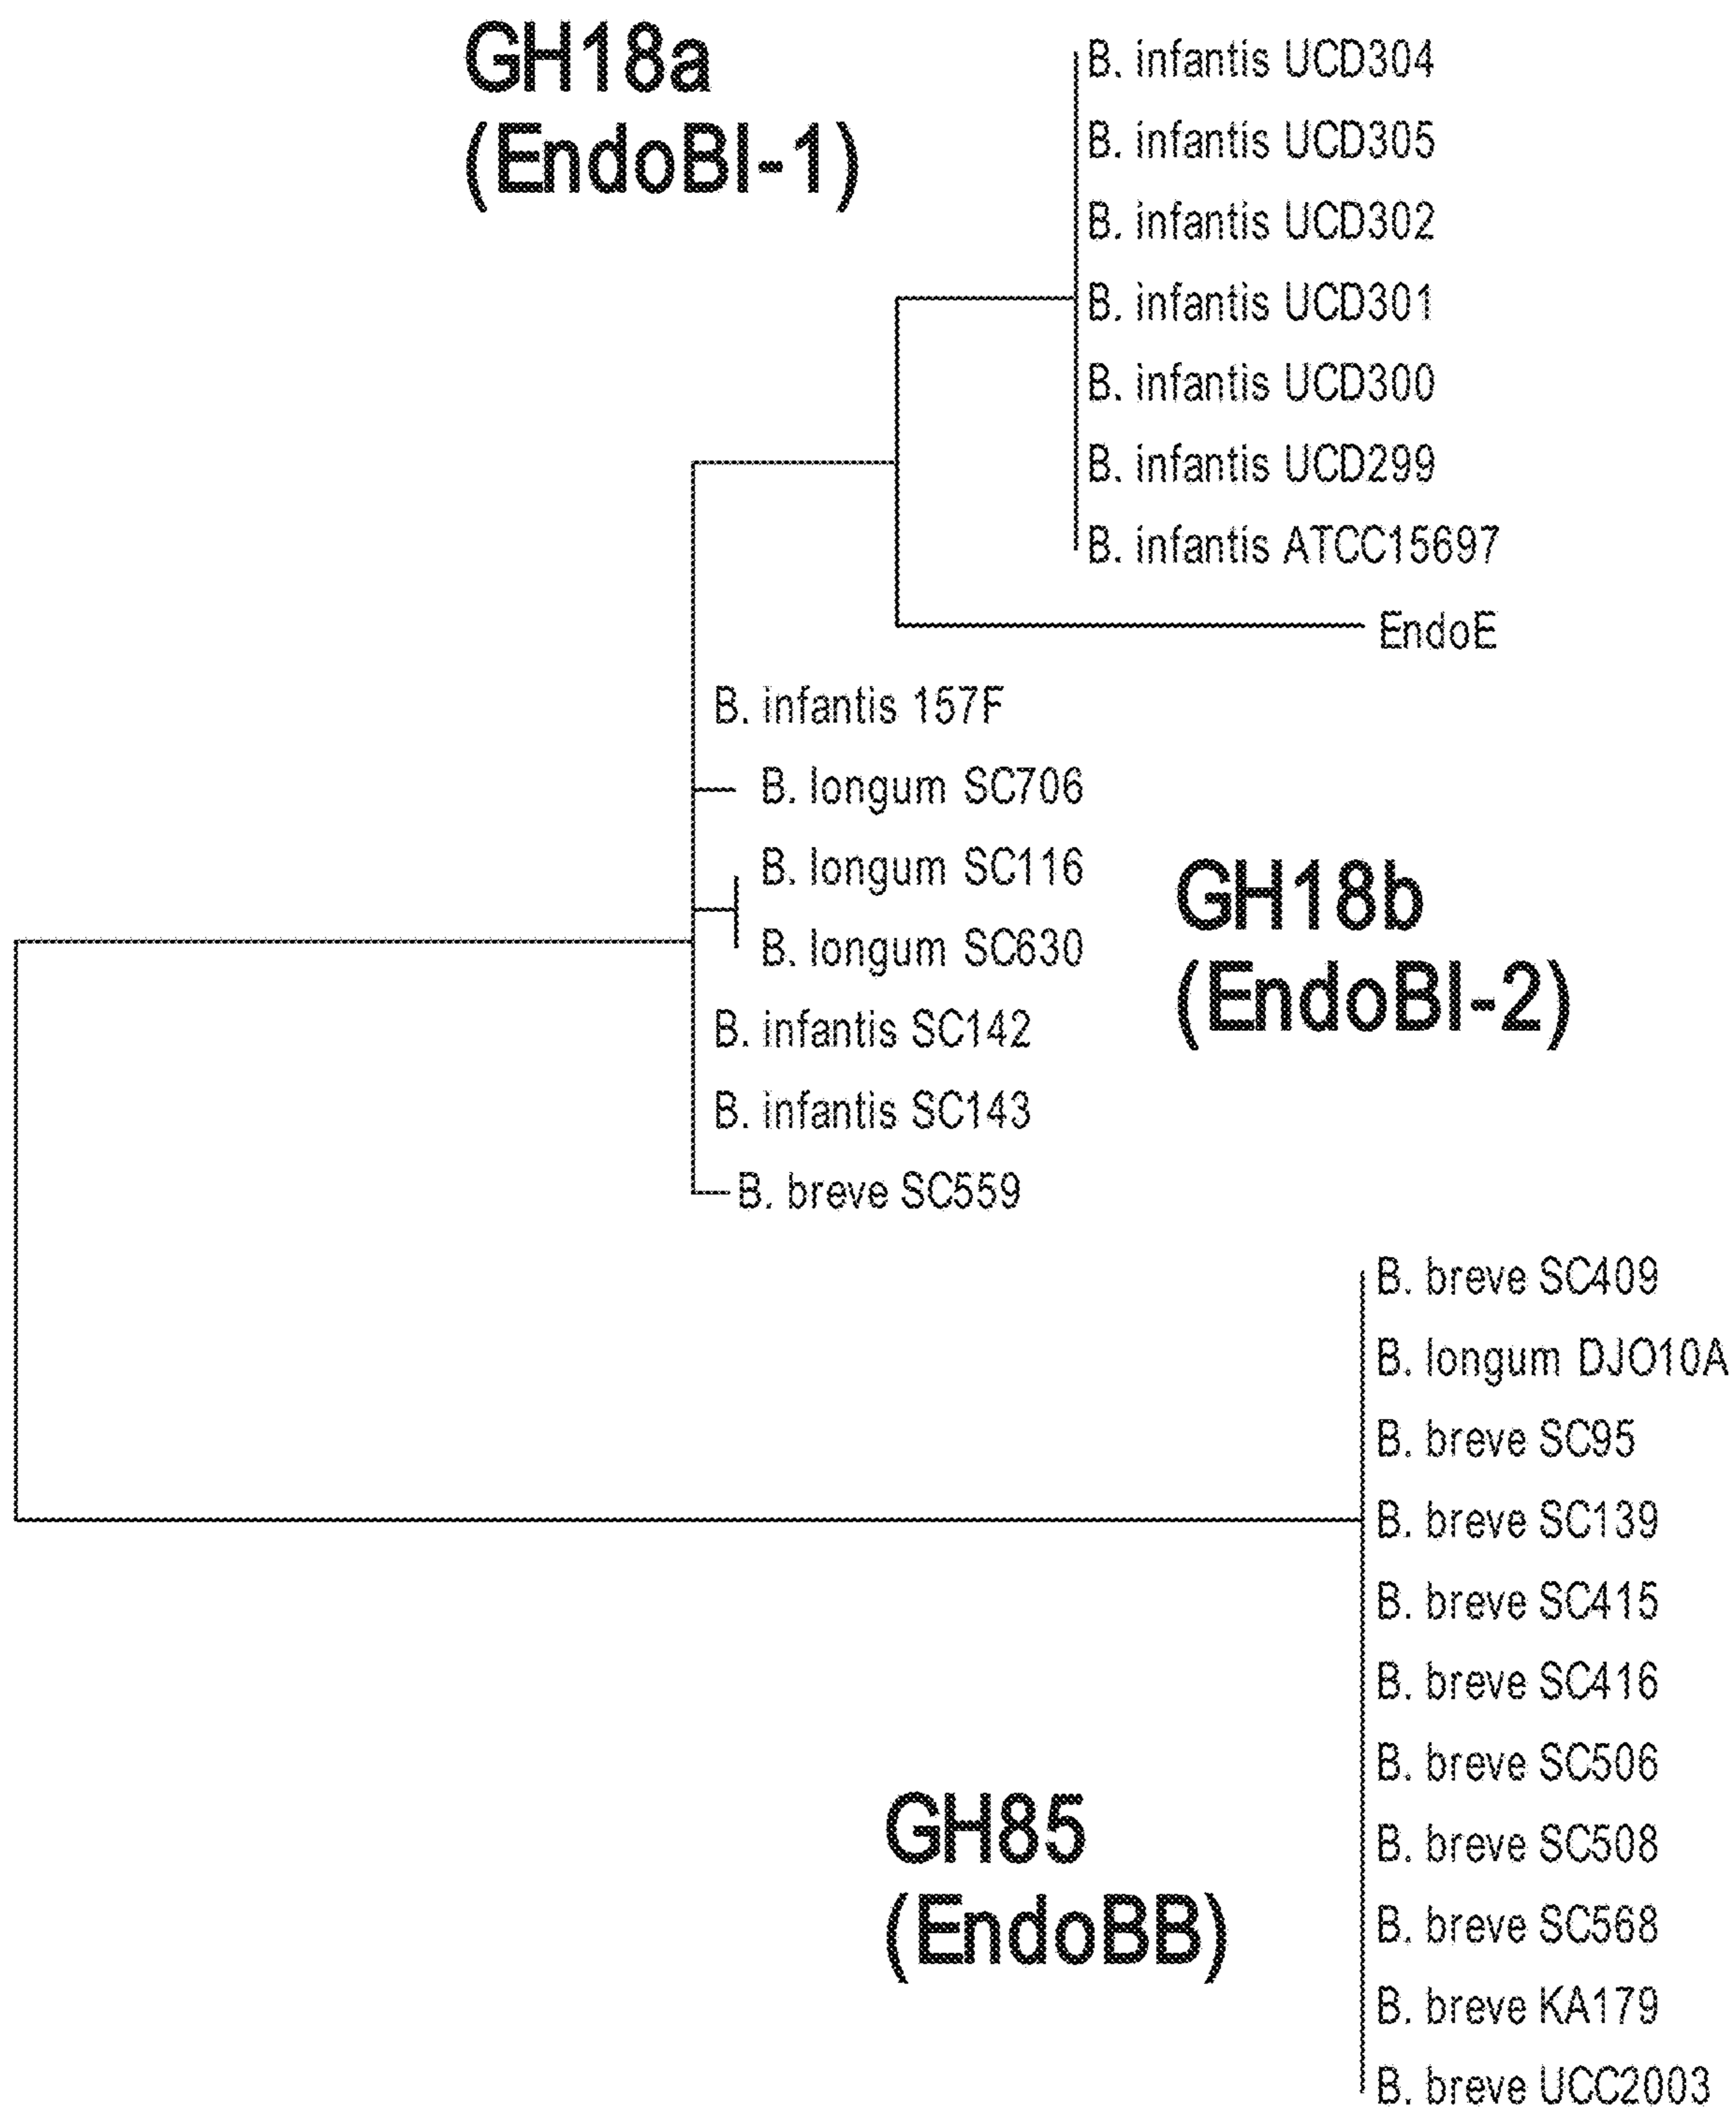 GH18a
(EndoBI-1)
B. infantis UCD304
B. infantis UCD305
B. infantis UCD302
B. infantis UCD301
B. infantis UCD300
B. infantis UCD299
B. infantis ATCC15697
EndoE
B. infantis 157F
B. longum SC706
B. longum SC116
B. longum SC630
GH18b
(EndoBI-2)
B. infantis SC142
B. infantis SC143
B. breve SC559
B. breve SC409
B. longum DJO10A
B. breve SC95
B. breve SC139
B. breve SC415
B. breve SC416
B. breve SC506
B. breve SC508
B. breve SC568
B. breve KA179
B. breve UCC2003
GH85
(EndoBB)